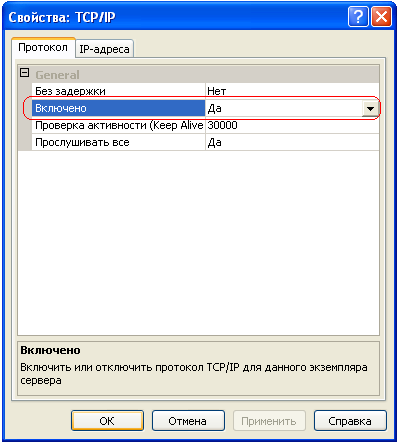 Свойства: TCP/IP
Протокол IP-адреса
General
Без задержки Нет
Включено Да
Проверка активности (Keep Alive 30000
Прослушивать все Да
Включено
Включить или отключить протокол TCP/IP для данного экземпляра
сервера
ОК Отмена Применить Справка